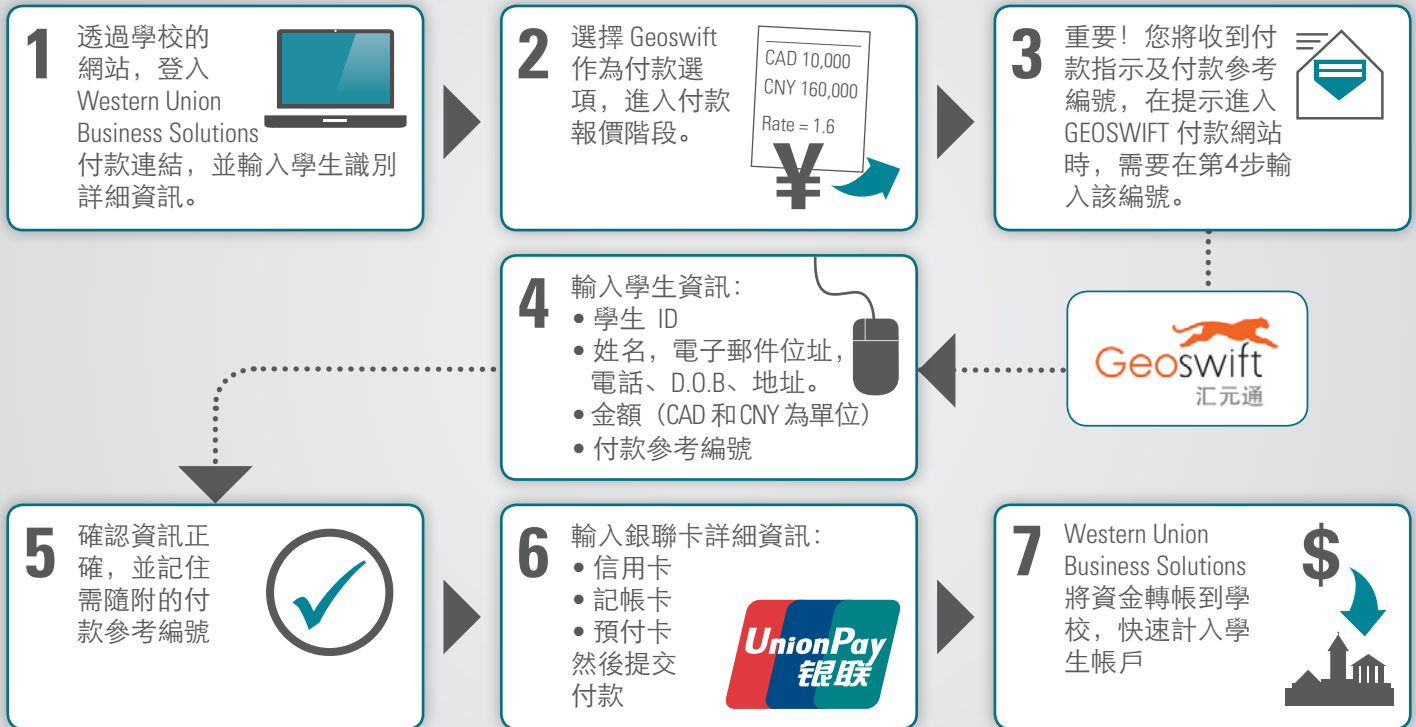 1
透過學校的
網站，登入
Western Union
Business Solutions
付款連結，並輸入學生識別
詳細資訊。
2
選擇 Geoswift
作為付款選
項，進入付款
報價階段。
CAD 10,000
CNY 160,000
Rate = 1.6
¥
3
重要！您將收到付
款指示及付款參考
編號，在提示進入
GEOSWIFT 付款網站
時，需要在第4步輸
入該編號。
Geoswift
汇元通
4
輸入學生資訊：
• 學生 ID
• 姓名，電子郵件位址，
電話、D.O.B、地址。
• 金額（CAD 和 CNY 為單位）
• 付款參考編號
5
確認資訊正
確，並記住
需隨附的付
款參考編號
6
輸入銀聯卡詳細資訊：
• 信用卡
• 記帳卡
• 預付卡
然後提交
付款
UnionPay
银联
7
Western Union
Business Solutions
將資金轉帳到學
校，快速計入學
生帳戶
$